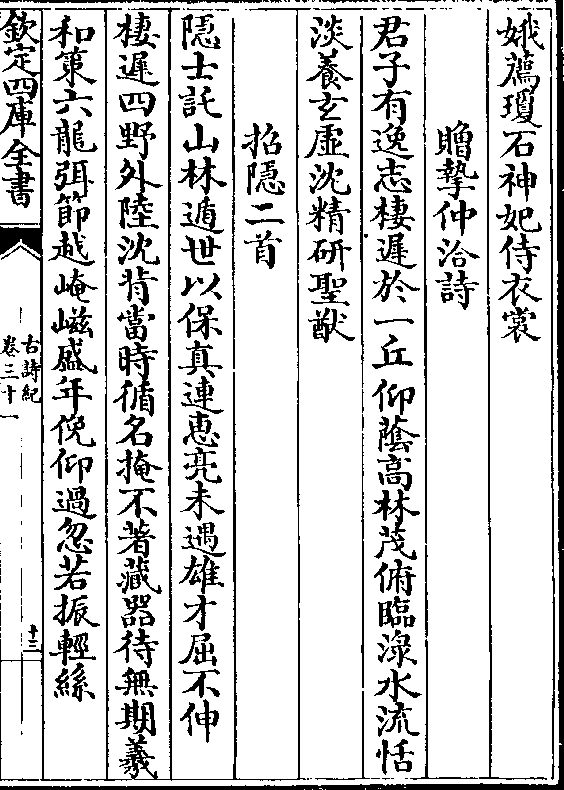 娥薦瓊石神妃侍衣裳
贈摯仲洽詩
君子有逸志棲遲於一丘仰蔭高林茂俯臨渌水流恬
淡養玄虛沈精研聖猷
招隱二首
隱士託山林遁世以保真連惠亮未遇雄才屈不伸
棲遲四野外陸沈背當時循名掩不著藏器待無期羲
和策六龍弭節越崦嵫盛年俛仰過忽若振輕絲
欽定四庫全書
古詩紀
卷三十一
十三